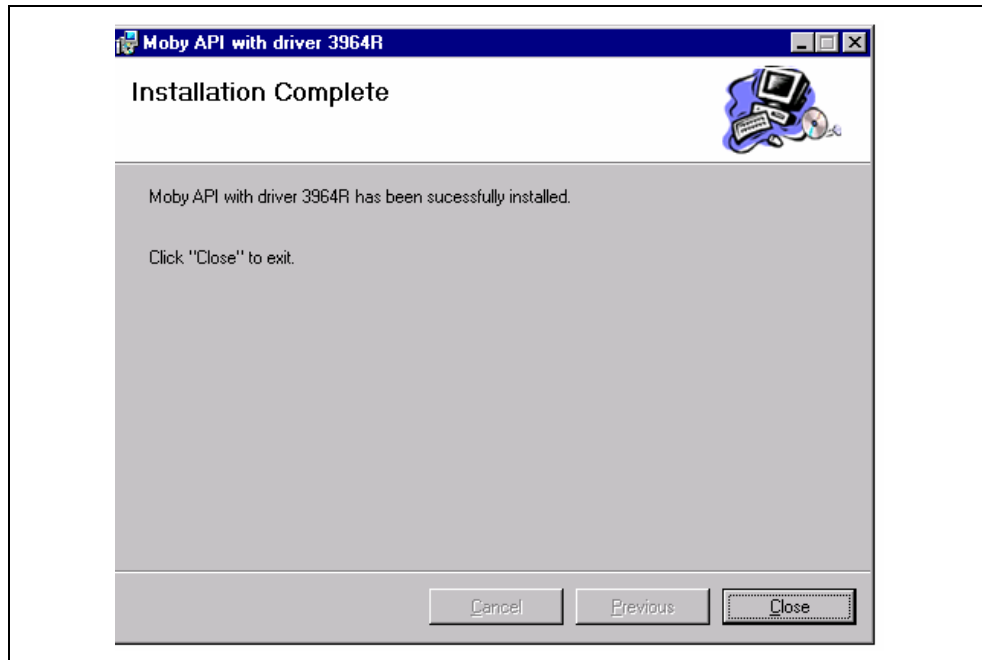 Moby API with driver 3964R
Installation Complete
Moby API with driver 3964R has been sucessfully installed.
Click "Close" to exit.
Cancel
Previous
Close